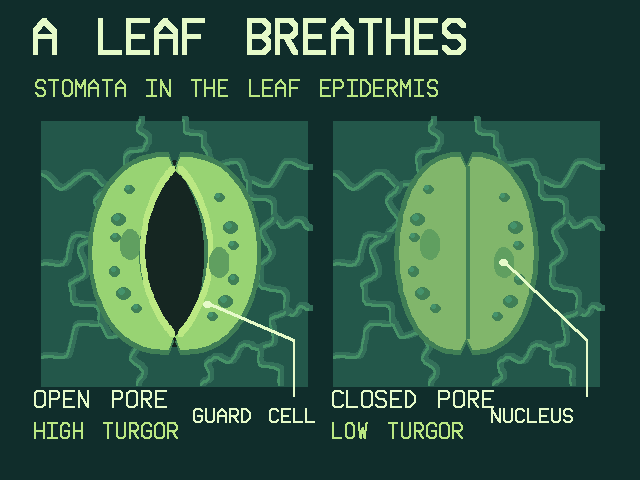 A LEAF BREATHES
STOMATA IN THE LEAF EPIDERMIS
OPEN PORE
HIGH TURGOR
GUARD CELL
CLOSED PORE
LOW TURGOR
NUCLEUS